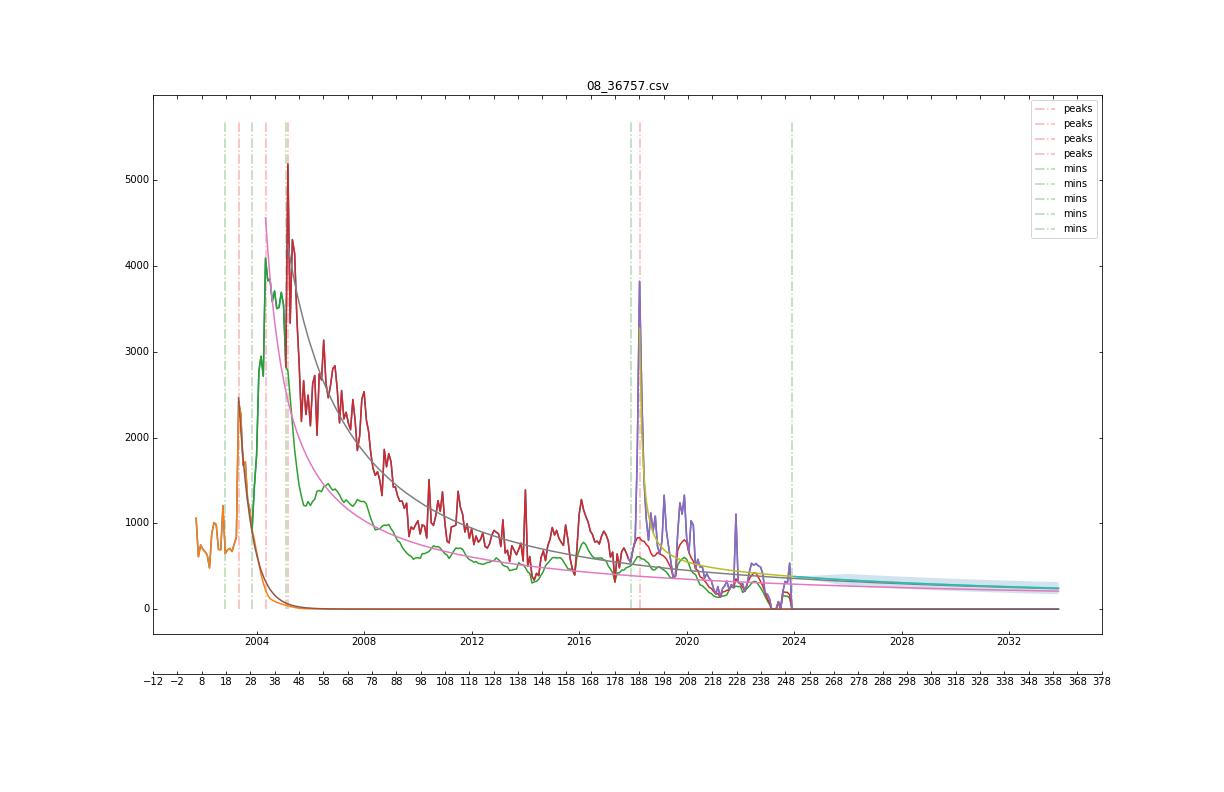 08_36757.csv
peaks
peaks
peaks
peaks
mins
mins
mins
mins
mins
5000
4000
3000
2000
1000
0
2004 2008 2012 2016 2020 2024 2028 2032
−12 −2 8 18 28 38 48 58 68 78 88 98 108 118 128 138 148 158 168 178 188 198 208 218 228 238 248 258 268 278 288 298 308 318 328 338 348 358 368 378